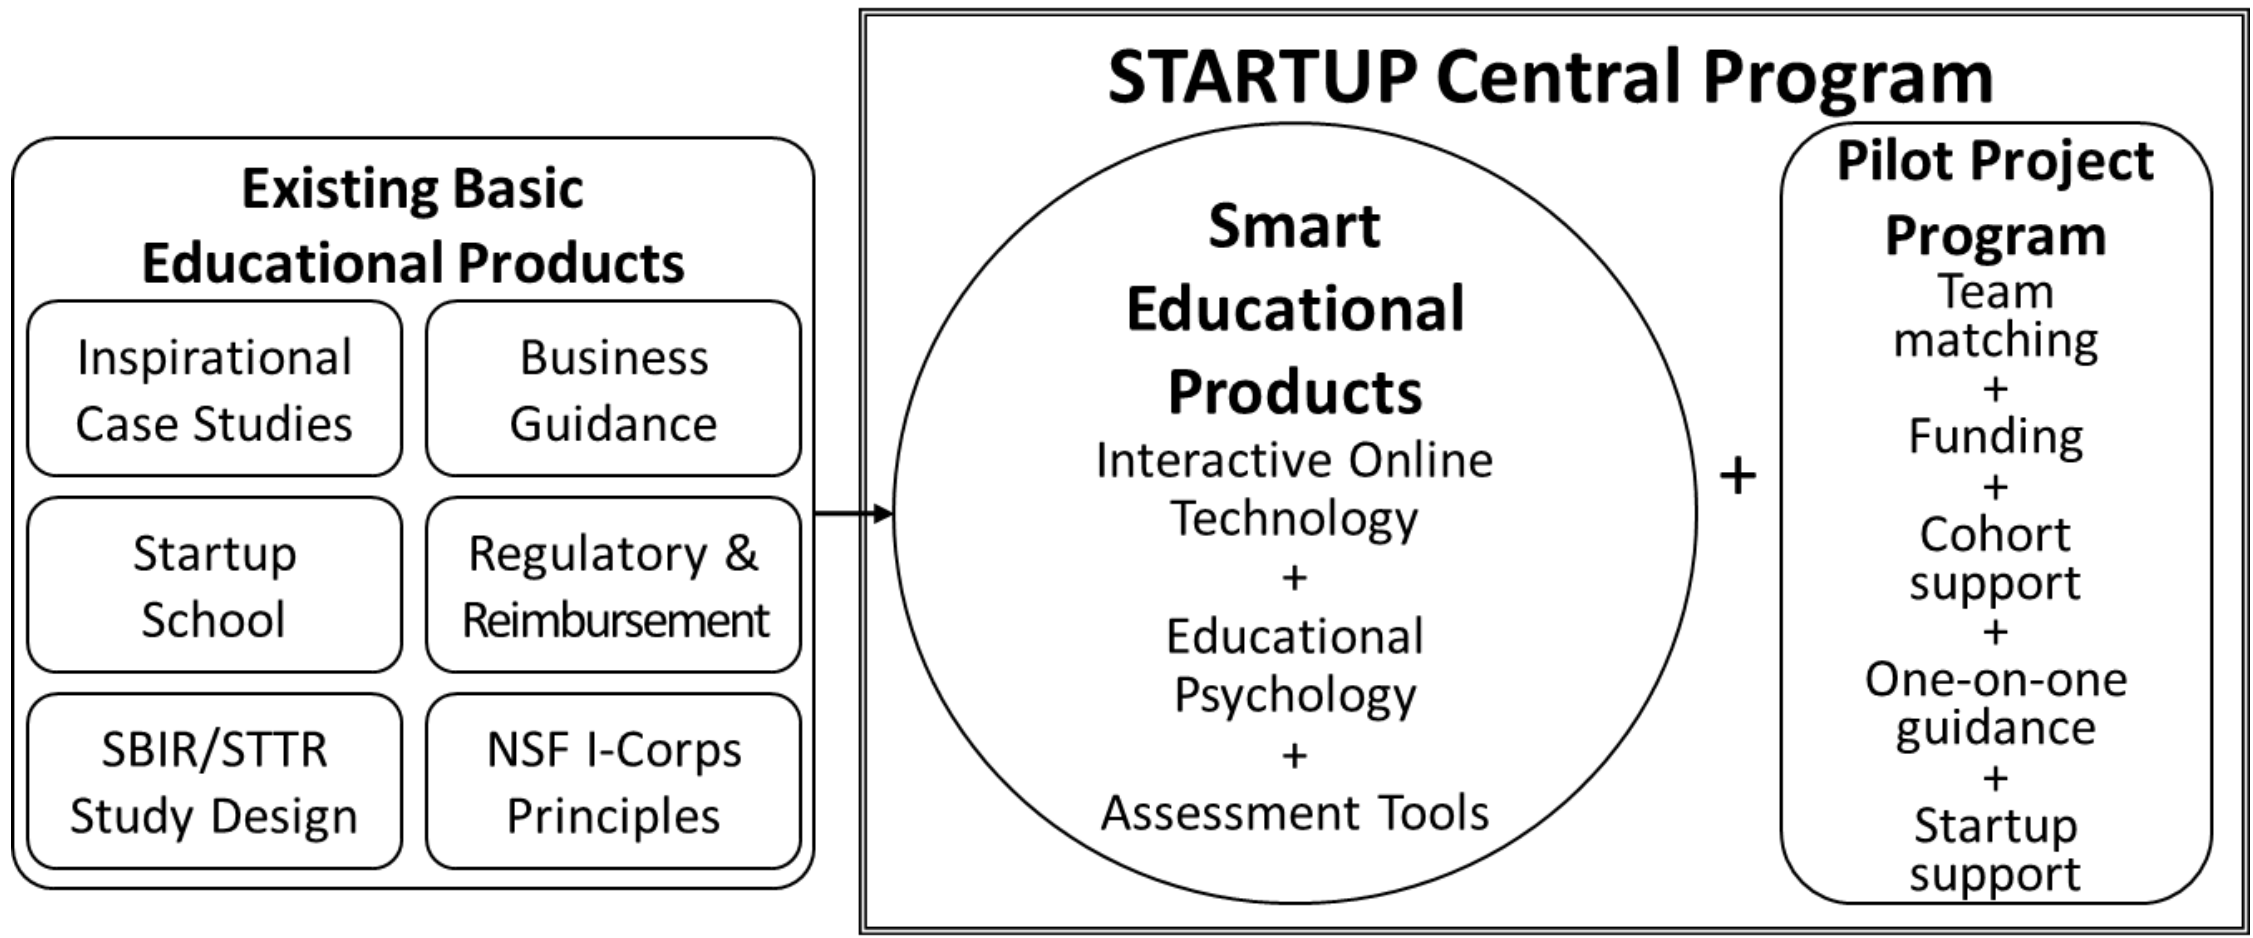 STARTUP Central Program
Existing Basic
Educational Products
Inspirational
Case Studies
Business
Guidance
Startup
School
Regulatory &
Reimbursement
SBIR/STTR
Study Design
NSF I-Corps
Principles
Smart
Educational
Products
Interactive Online
Technology
+
Educational
Psychology
+
Assessment Tools
+
Pilot Project
Program
Team
matching
+
Funding
+
Cohort
support
+
One-on-one
guidance
+
Startup
support